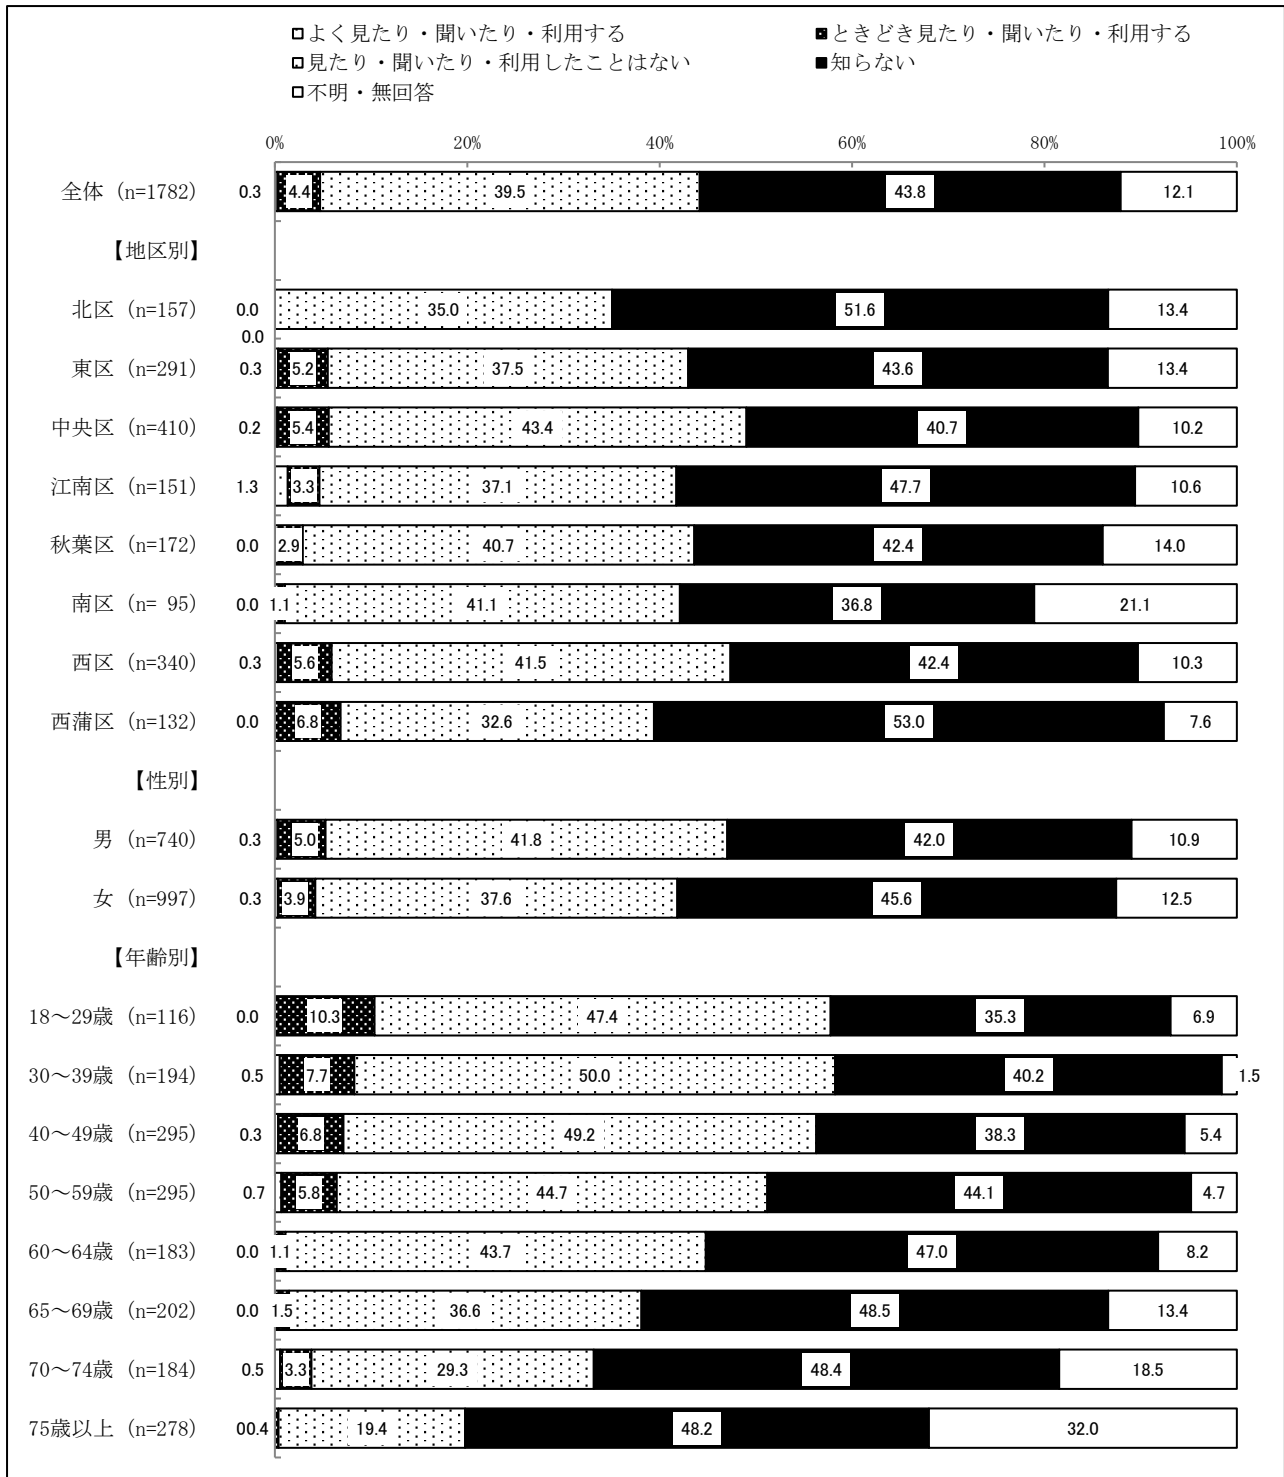 よく見たり・聞いたり・利用する ときどき見たり・聞いたり・利用する
見たり・聞いたり・利用したことはない 知らない
不明・無回答
0% 20% 40% 60% 80% 100%
全体 (n=1782) 0.3 4.4 39.5 43.8 12.1
【地区別】
北区 (n=157) 0.0 35.0 51.6 13.4
0.0
東区 (n=291) 0.3 5.2 37.5 43.6 13.4
中央区 (n=410) 0.2 5.4 43.4 40.7 10.2
江南区 (n=151) 1.3 3.3 37.1 47.7 10.6
秋葉区 (n=172) 0.0 2.9 40.7 42.4 14.0
南区 (n= 95) 0.0 1.1 41.1 36.8 21.1
西区 (n=340) 0.3 5.6 41.5 42.4 10.3
西蒲区 (n=132) 0.0 6.8 32.6 53.0 7.6
【性別】
男 (n=740) 0.3 5.0 41.8 42.0 10.9
女 (n=997) 0.3 3.9 37.6 45.6 12.5
【年齢別】
18～29歳 (n=116) 0.0 10.3 47.4 35.3 6.9
30～39歳 (n=194) 0.5 7.7 50.0 40.2 1.5
40～49歳 (n=295) 0.3 6.8 49.2 38.3 5.4
50～59歳 (n=295) 0.7 5.8 44.7 44.1 4.7
60～64歳 (n=183) 0.0 1.1 43.7 47.0 8.2
65～69歳 (n=202) 0.0 1.5 36.6 48.5 13.4
70～74歳 (n=184) 0.5 3.3 29.3 48.4 18.5
75歳以上 (n=278) 00.4 19.4 48.2 32.0